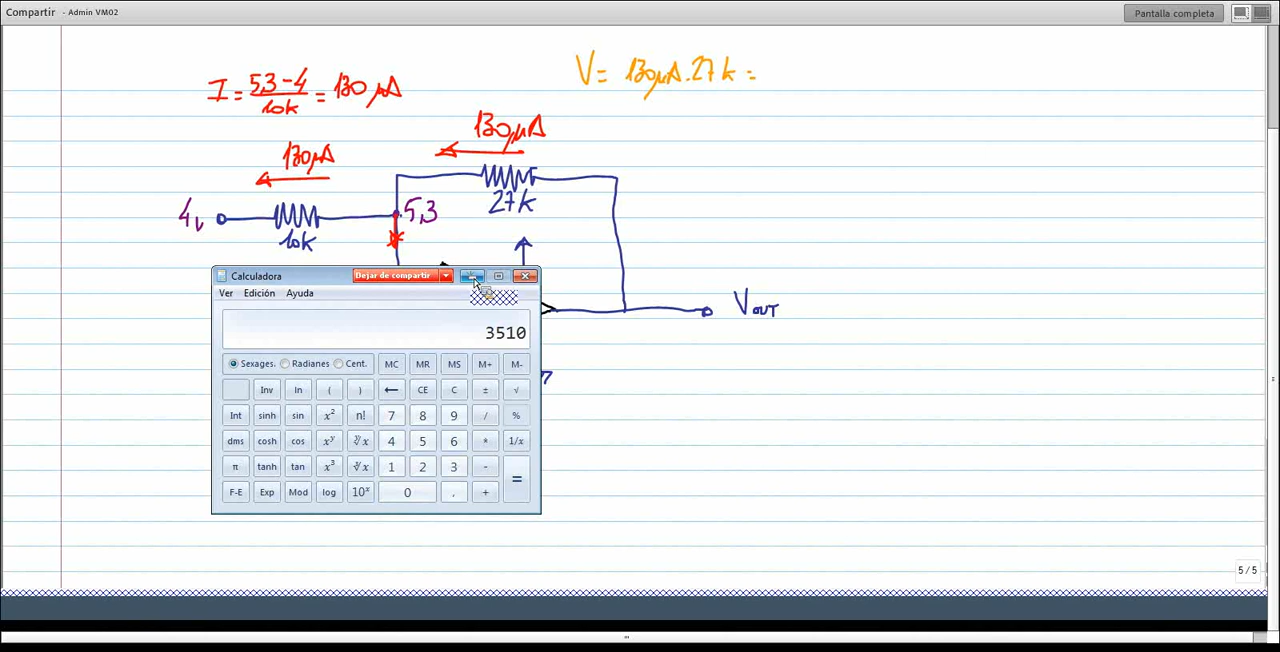 Compartir - Admin VM02
Pantalla completa
I = 5,3-4 / 10k = 130 µA
V = 130µA.27k =
130µA
130µA
27k
4v
5,3
10k
VOUT
Calculadora
Dejar de compartir
Ver Edición Ayuda
3510
Sexages. Radianes Cent. MC MR MS M+ M-
Inv ln ( ) ← CE C ± √
Int sinh sin x² n! 7 8 9 / %
dms cosh cos xʸ ʸ√x 4 5 6 * 1/x
π tanh tan x³ ³√x 1 2 3 - =
F-E Exp Mod log 10ˣ 0 , +
5 / 5